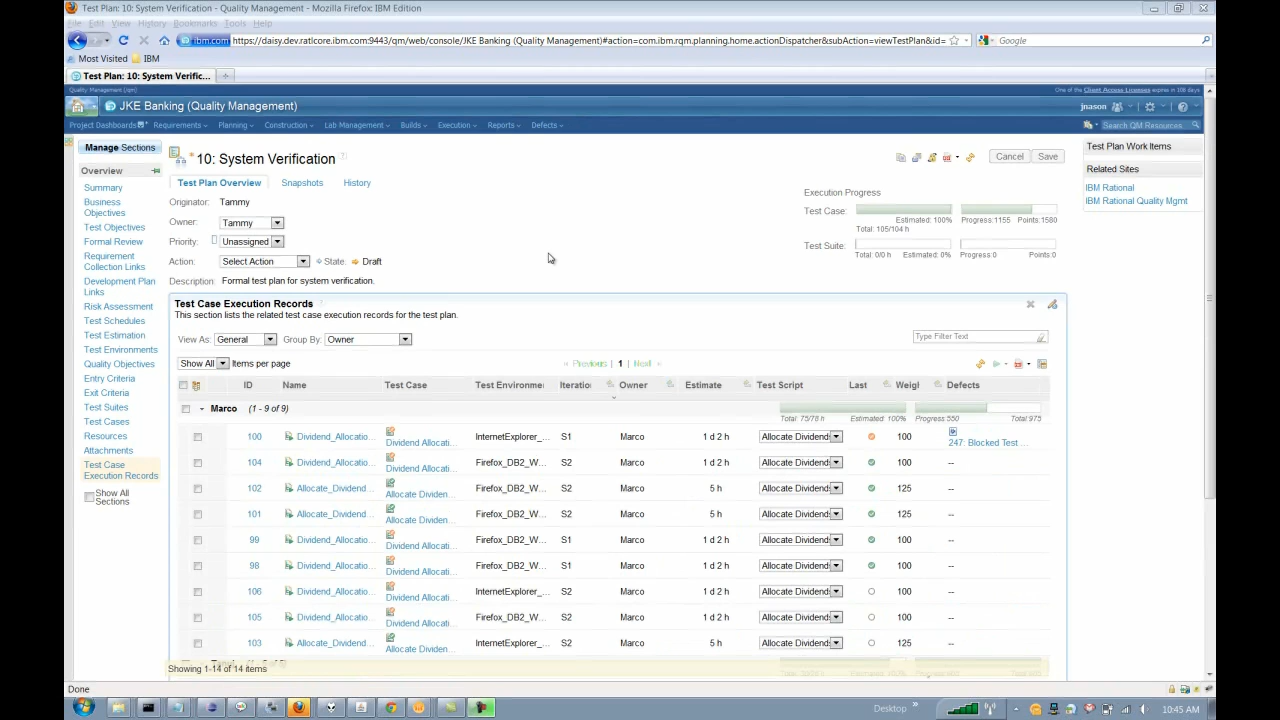 Test Plan: 10: System Verification - Quality Management - Mozilla Firefox: IBM Edition
File Edit View History Bookmarks Tools Help
ibm.com https://daisy.dev.ratlcore.ibm.com:9443/qm/web/console/JKE Banking (Quality Management)#action=com.ibm.rqm.planning.home.actionDispatcher&subAction=viewTestPlan&id= Google
Most Visited IBM
Test Plan: 10: System Verific...
Quality Management (/qm) One of the Client Access Licenses expires in 108 days
JKE Banking (Quality Management) jnason
Project Dashboards Requirements Planning Construction Lab Management Builds Execution Reports Defects Search QM Resources
Manage Sections
Overview
Summary
Business Objectives
Test Objectives
Formal Review
Requirement Collection Links
Development Plan Links
Risk Assessment
Test Schedules
Test Estimation
Test Environments
Quality Objectives
Entry Criteria
Exit Criteria
Test Suites
Test Cases
Resources
Attachments
Test Case Execution Records
Show All Sections
* 10: System Verification
Cancel Save
Test Plan Overview Snapshots History
Originator: Tammy
Owner: Tammy
Priority: Unassigned
Action: Select Action State: Draft
Description: Formal test plan for system verification.
Execution Progress
Test Case: Estimated: 100% Progress:1155 Points:1580
Total: 105/104 h
Test Suite:
Total: 0/0 h Estimated: 0% Progress:0 Points:0
Test Plan Work Items
Related Sites
IBM Rational
IBM Rational Quality Mgmt
Test Case Execution Records
This section lists the related test case execution records for the test plan.
View As: General Group By: Owner Type Filter Text
Show All Items per page Previous | 1 | Next
ID Name Test Case Test Environme Iteratio Owner Estimate Test Script Last Weigl Defects
Marco (1 - 9 of 9) Total: 75/78 h Estimated: 100% Progress:550 Total:975
100 Dividend_Allocatio... Dividend Allocati... InternetExplorer_... S1 Marco 1 d 2 h Allocate Dividend 100 247: Blocked Test ...
104 Dividend_Allocatio... Dividend Allocati... Firefox_DB2_W... S2 Marco 1 d 2 h Allocate Dividend 100 --
102 Allocate_Dividend... Allocate Dividen... Firefox_DB2_W... S2 Marco 5 h Allocate Dividend 125 --
101 Allocate_Dividend... Allocate Dividen... Firefox_DB2_W... S2 Marco 5 h Allocate Dividend 125 --
99 Dividend_Allocatio... Dividend Allocati... Firefox_DB2_W... S1 Marco 1 d 2 h Allocate Dividend 100 --
98 Dividend_Allocatio... Dividend Allocati... Firefox_DB2_W... S1 Marco 1 d 2 h Allocate Dividend 100 --
106 Dividend_Allocatio... Dividend Allocati... InternetExplorer_... S2 Marco 1 d 2 h Allocate Dividend 100 --
105 Dividend_Allocatio... Dividend Allocati... Firefox_DB2_W... S2 Marco 1 d 2 h Allocate Dividend 100 --
103 Allocate_Dividend... Allocate Dividen... InternetExplorer_... S2 Marco 5 h Allocate Dividend 125 --
Showing 1-14 of 14 items
Done
Desktop 10:45 AM